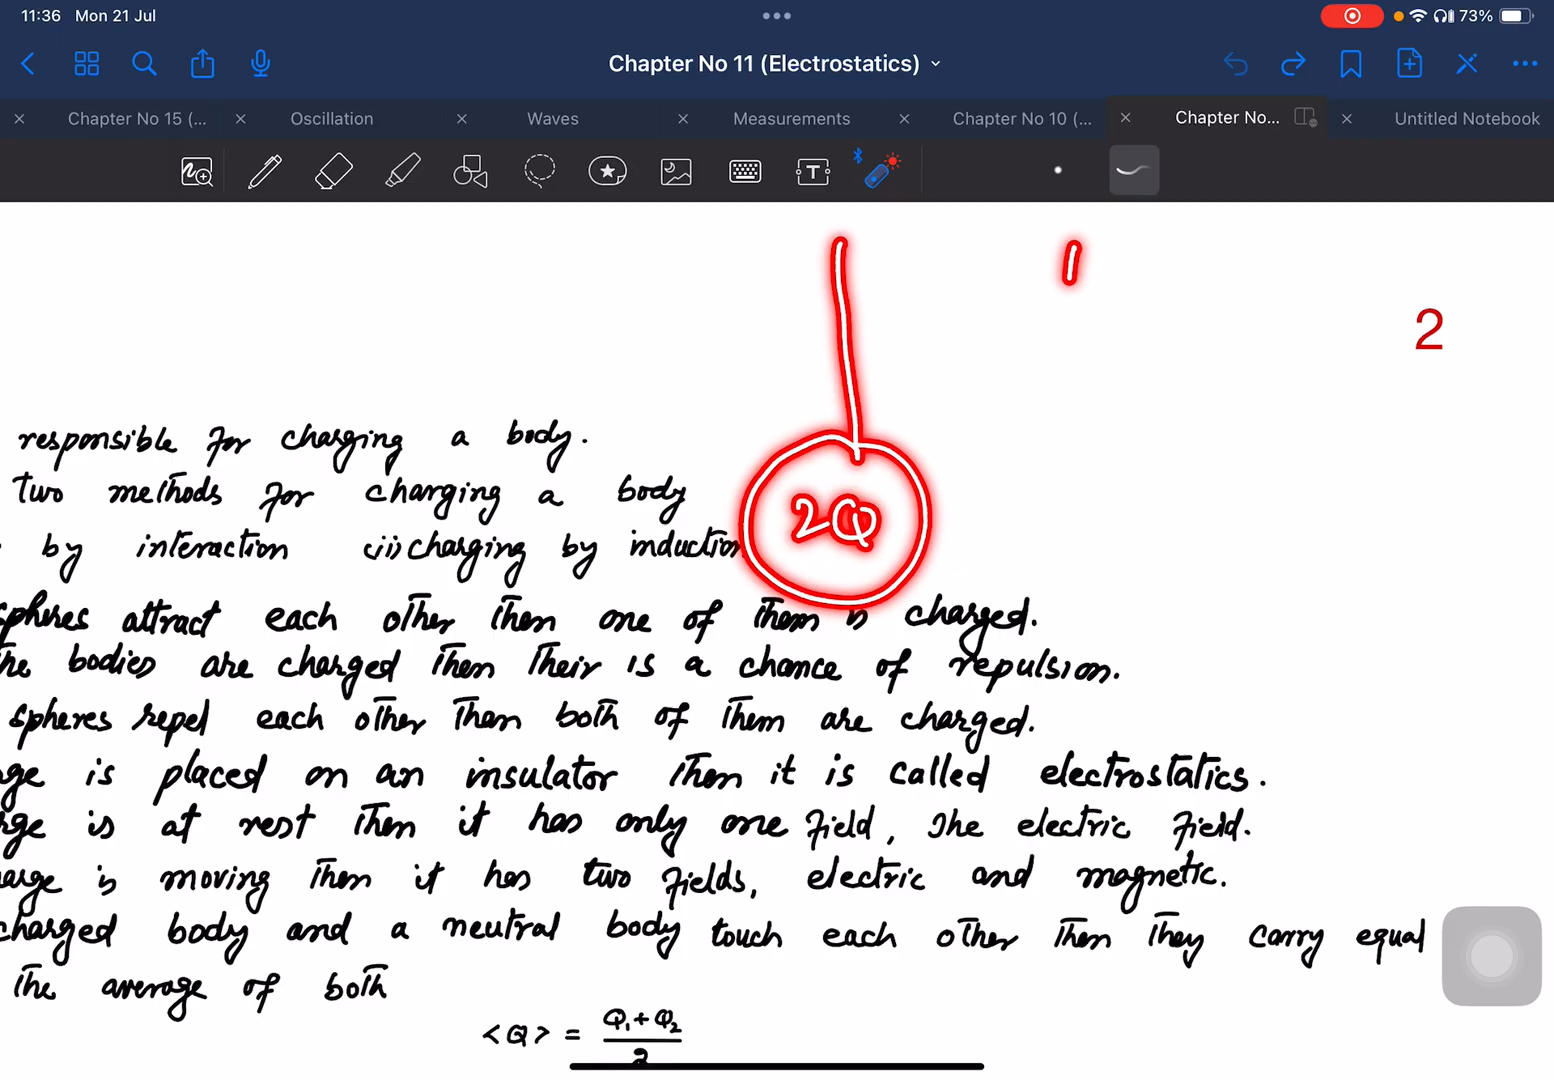 11:36 Mon 21 Jul 73%
Chapter No 11 (Electrostatics)
Chapter No 15 (... Oscillation Waves Measurements Chapter No 10 (... Chapter No... Untitled Notebook
T
2
responsible for charging a body.
two methods for charging a body
by interaction (ii) charging by induction
2Q
spheres attract each other then one of them is charged.
the bodies are charged then their is a chance of repulsion.
spheres repel each other then both of them are charged.
ge is placed on an insulator then it is called electrostatics.
rge is at rest then it has only one field, the electric field.
arge is moving then it has two fields, electric and magnetic.
charged body and a neutral body touch each other then they carry equal
the average of both
<Q> = Q₁ + Q₂ / 2